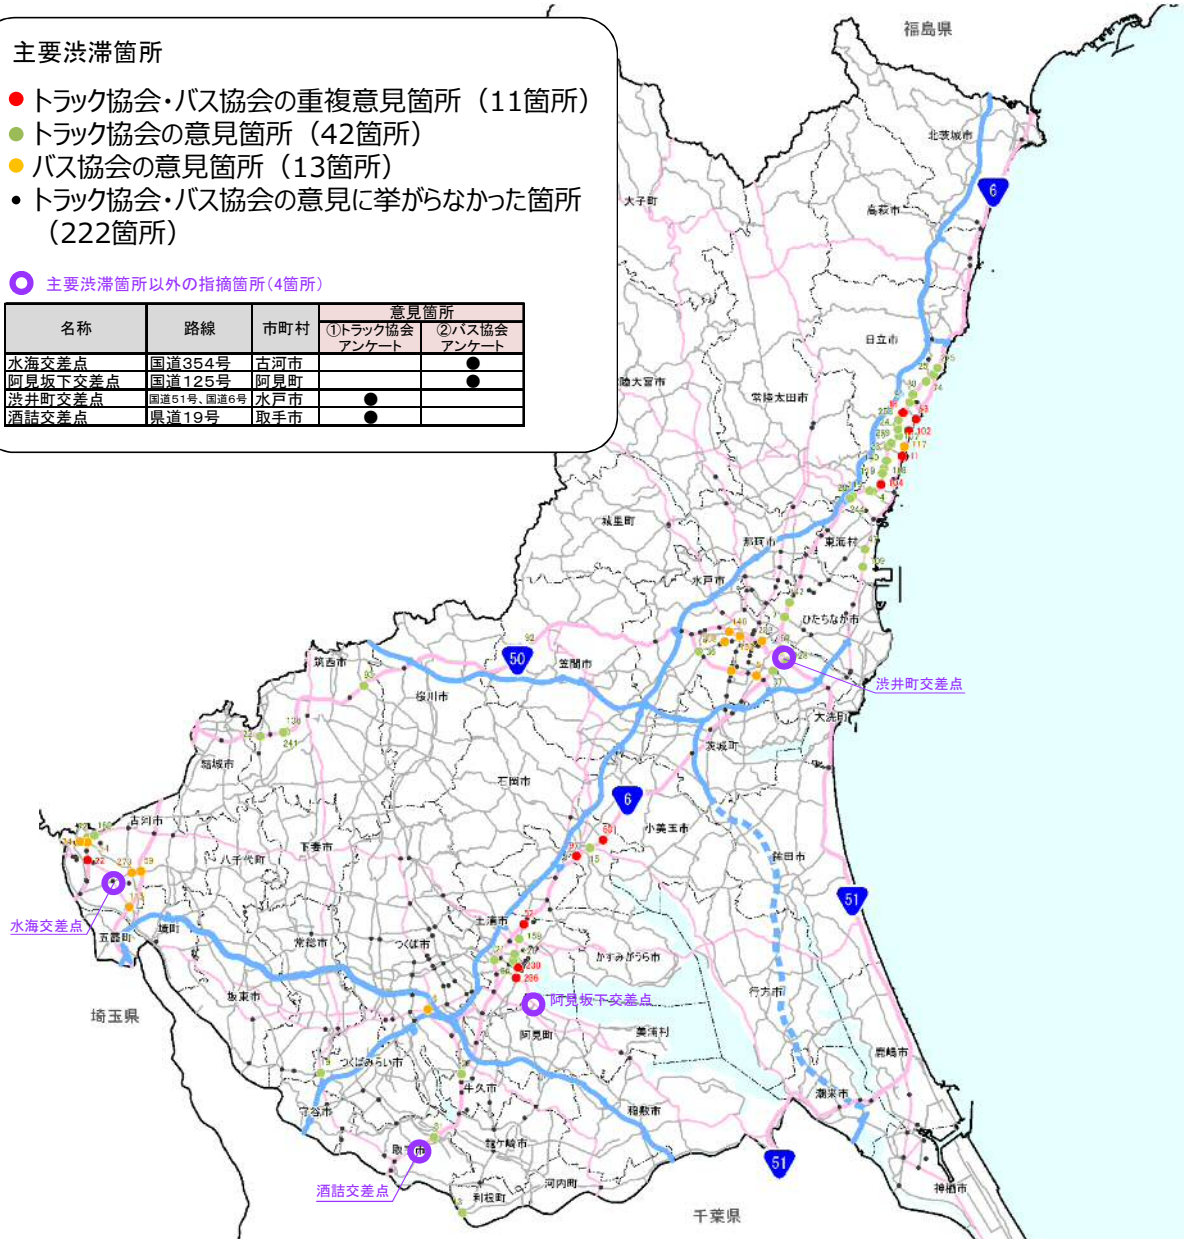 主要渋滞箇所
トラック協会・バス協会の重複意見箇所（11箇所）
トラック協会の意見箇所（42箇所）
バス協会の意見箇所（13箇所）
トラック協会・バス協会の意見に挙がらなかった箇所
（222箇所）
主要渋滞箇所以外の指摘箇所(4箇所)
名称 路線 市町村 意見箇所
①トラック協会アンケート ②バス協会アンケート
水海交差点 国道354号 古河市 ●
阿見坂下交差点 国道125号 阿見町 ●
渋井町交差点 国道51号、国道6号 水戸市 ●
酒詰交差点 県道19号 取手市 ●
福島県
北茨城市
6
大子町
高萩市
日立市
常陸大宮市
常陸太田市
102
117
11
104
城里町
那珂市
東海村
水戸市
ひたちなか市
92
50
笠間市
筑西市
93
桜川市
渋井町交差点
大洗町
茨城町
241
結城市
石岡市
6
小美玉市
601
15
古河市
下妻市
八千代町
22
273
59
鉾田市
51
水海交差点
五霞町
境町
常総市
つくば市
土浦市
159
230
266
かすみがうら市
阿見坂下交差点
行方市
坂東市
埼玉県
阿見町
美浦村
鹿嶋市
つくばみらい市
牛久市
潮来市
守谷市
稲敷市
取手市
龍ケ崎市
51
酒詰交差点
利根町
河内町
神栖市
千葉県